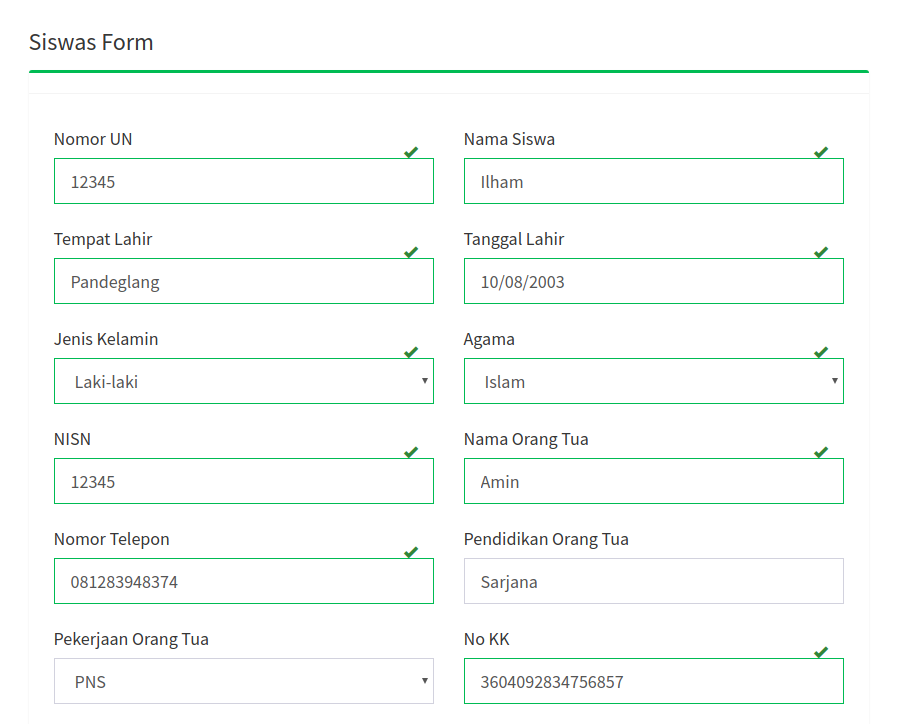 Siswas Form
Nomor UN
Nama Siswa
12345
Ilham
Tempat Lahir
Tanggal Lahir
Pandeglang
10/08/2003
Jenis Kelamin
Agama
Laki-laki
Islam
NISN
Nama Orang Tua
12345
Amin
Nomor Telepon
Pendidikan Orang Tua
081283948374
Sarjana
Pekerjaan Orang Tua
No KK
PNS
3604092834756857